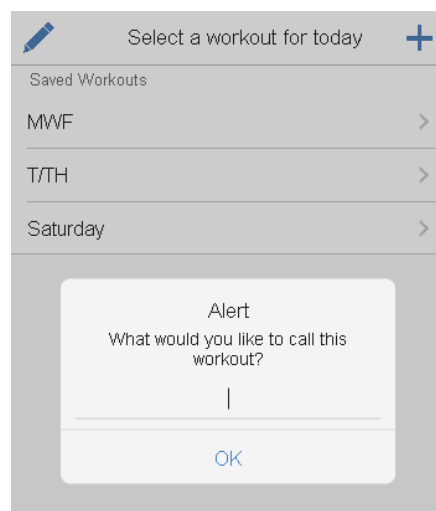 Select a workout for today
Saved Workouts
MWF
T/TH
Saturday
Alert
What would you like to call this
workout?
OK